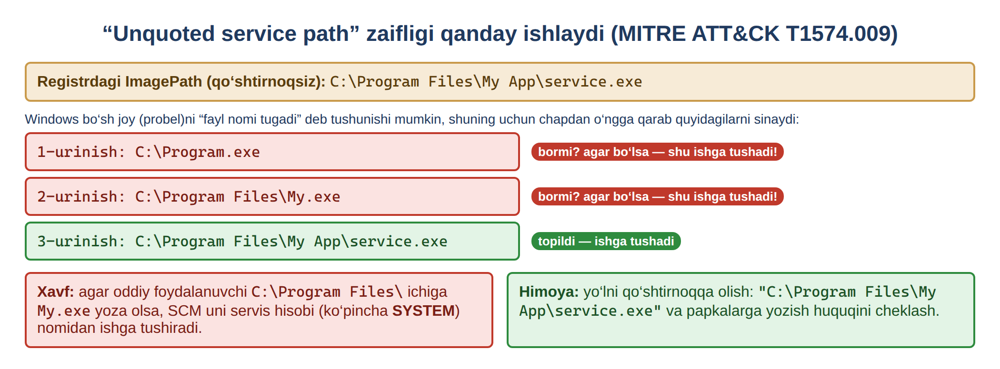 “Unquoted service path” zaifligi qanday ishlaydi (MITRE ATT&CK T1574.009)
Registrdagi ImagePath (qo‘shtirnoqsiz): C:\Program Files\My App\service.exe
Windows bo‘sh joy (probel)ni “fayl nomi tugadi” deb tushunishi mumkin, shuning uchun chapdan o‘ngga qarab quyidagilarni sinaydi:
1-urinish: C:\Program.exe
bormi? agar bo‘lsa — shu ishga tushadi!
2-urinish: C:\Program Files\My.exe
bormi? agar bo‘lsa — shu ishga tushadi!
3-urinish: C:\Program Files\My App\service.exe
topildi — ishga tushadi
Xavf: agar oddiy foydalanuvchi C:\Program Files\ ichiga
My.exe yoza olsa, SCM uni servis hisobi (ko‘pincha SYSTEM)
nomidan ishga tushiradi.
Himoya: yo‘lni qo‘shtirnoqqa olish: "C:\Program Files\My
App\service.exe" va papkalarga yozish huquqini cheklash.